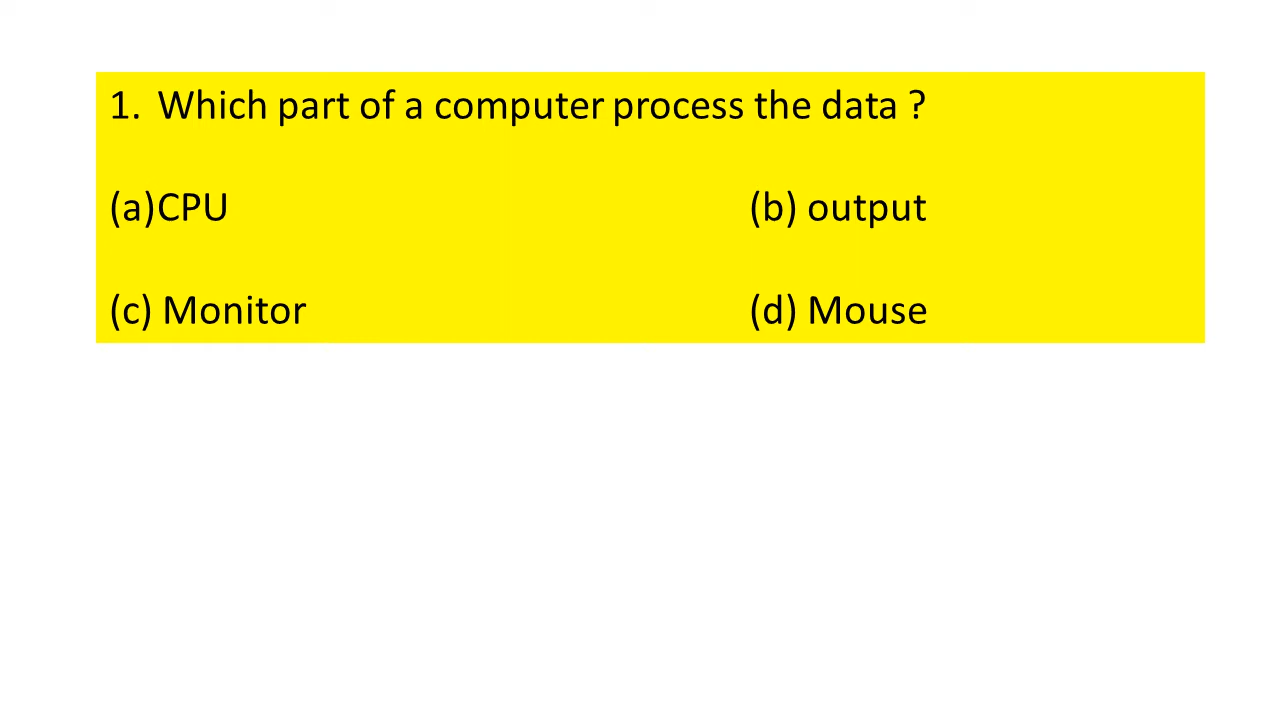 1. Which part of a computer process the data ?
(a)CPU (b) output
(c) Monitor (d) Mouse